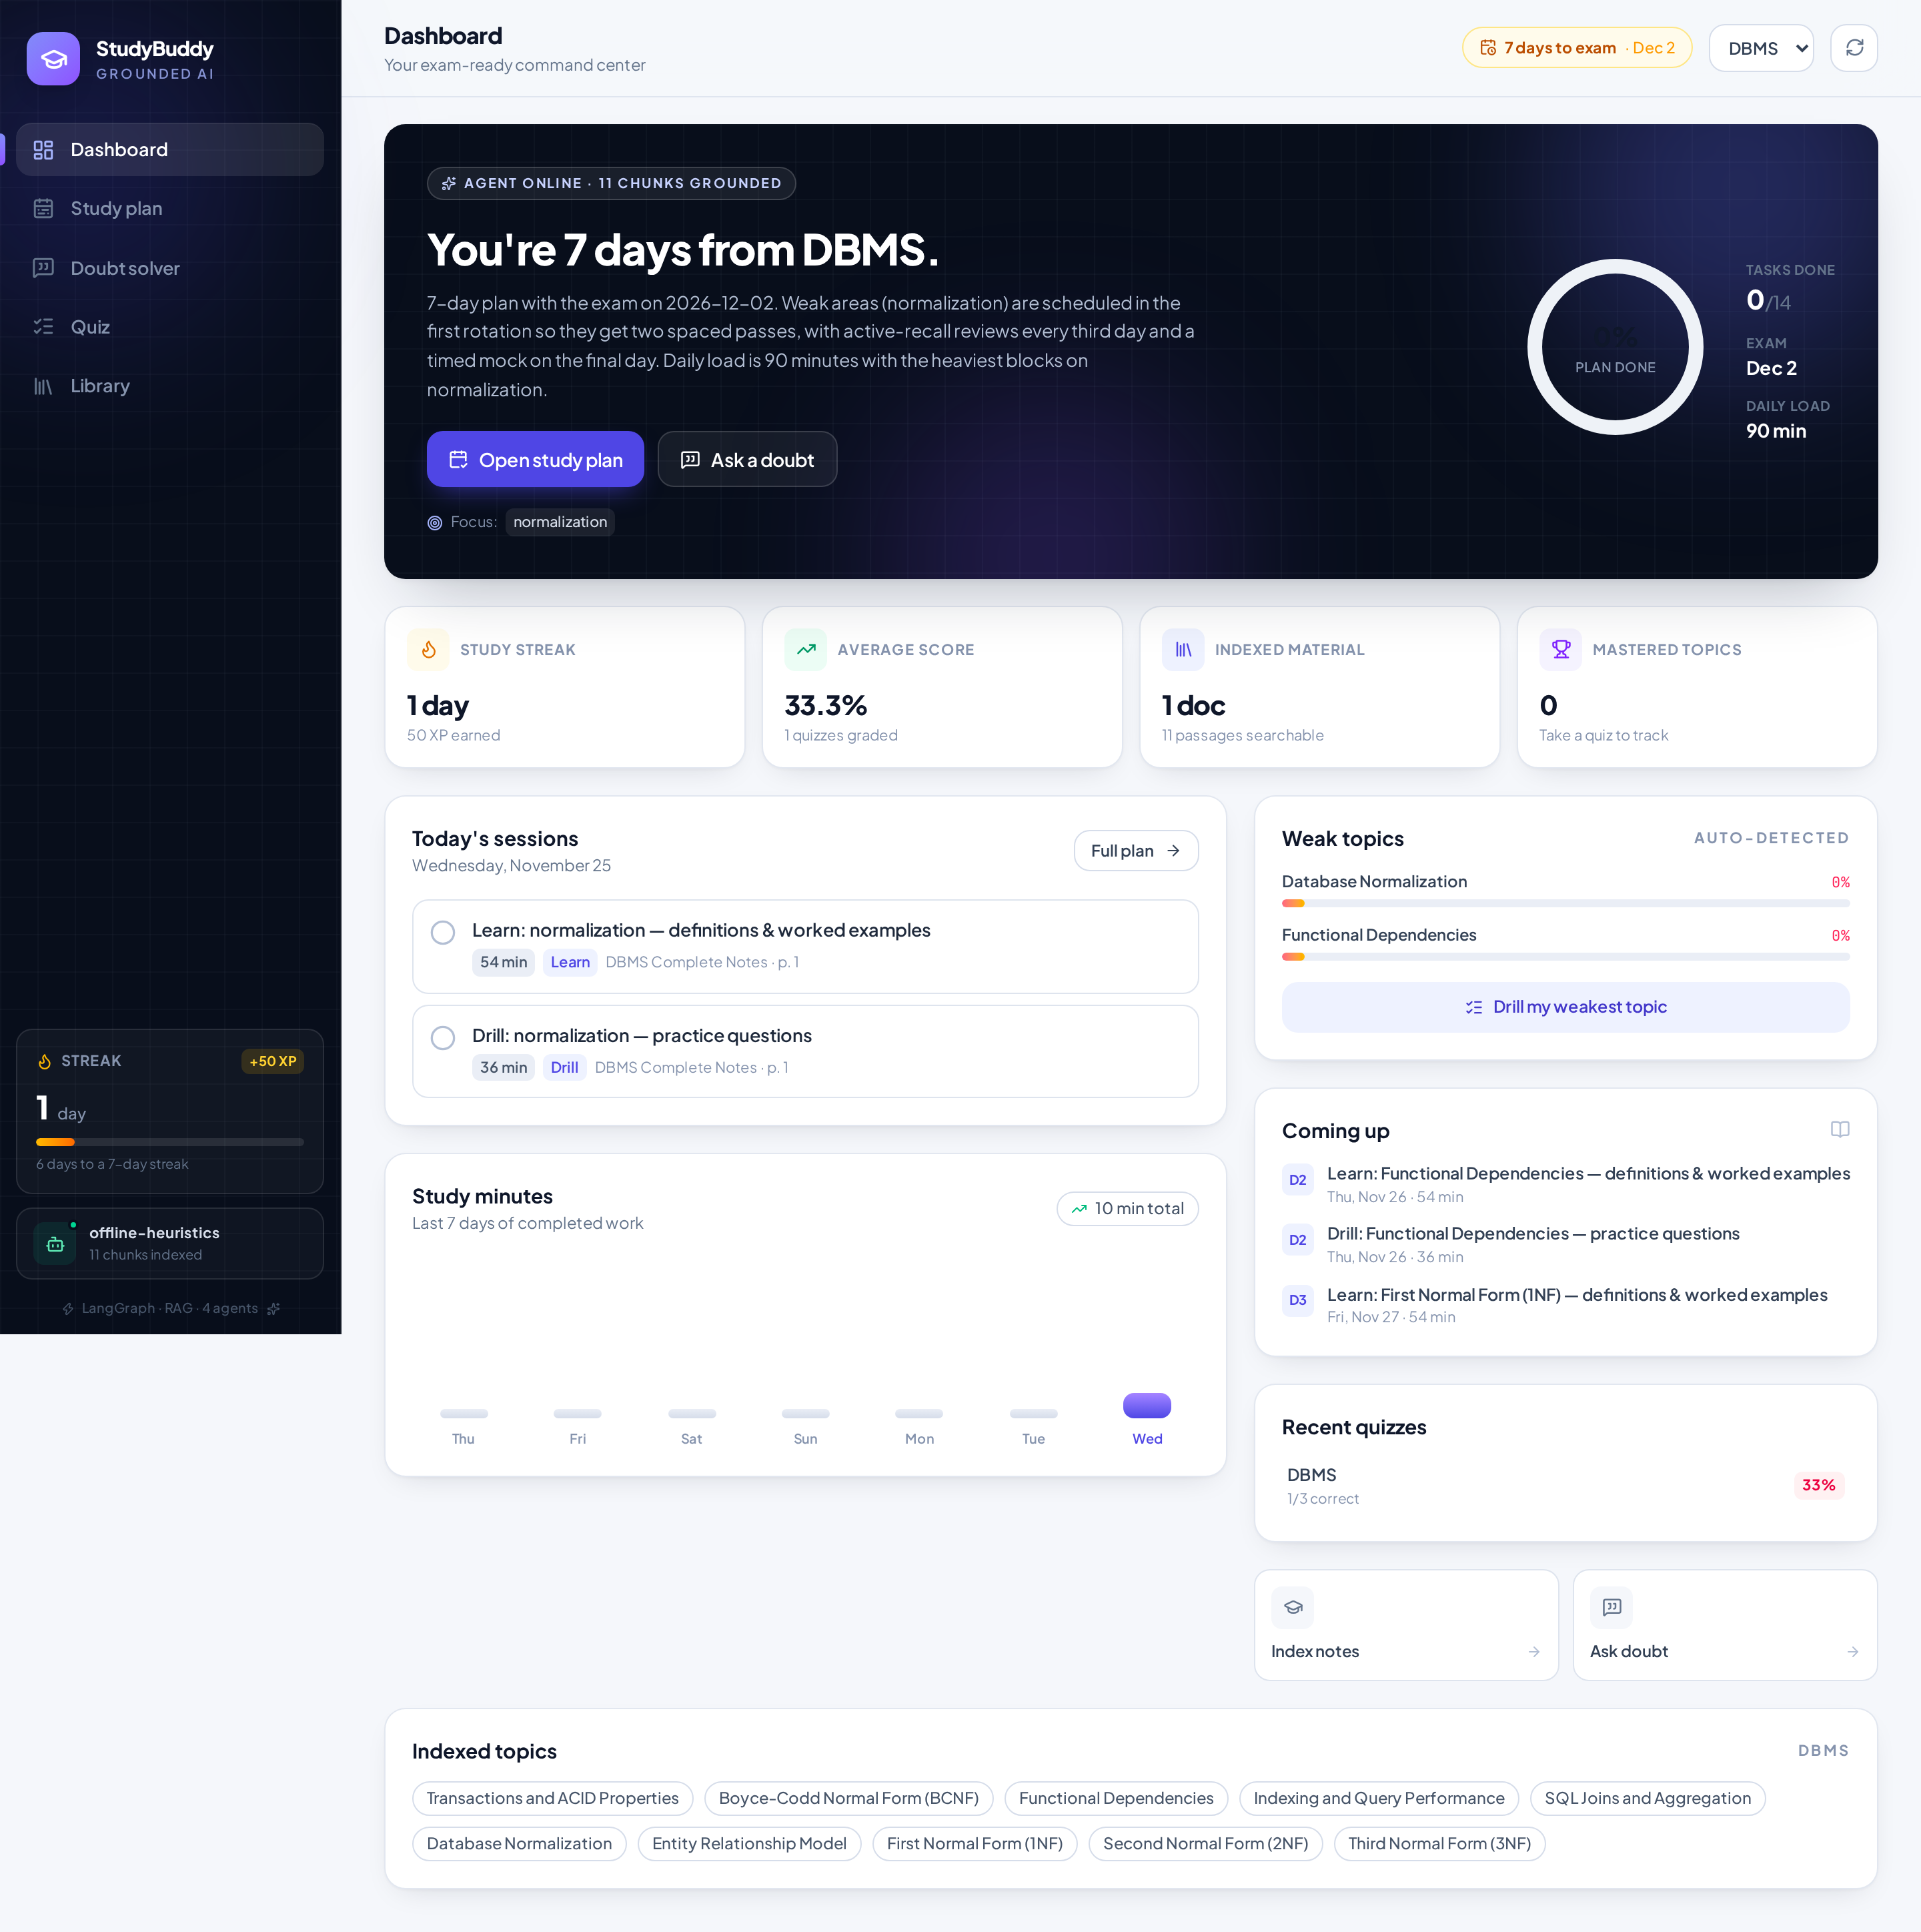 StudyBuddy
GROUNDED AI
Dashboard
Study plan
Doubt solver
Quiz
Library
STREAK
+50 XP
1 day
6 days to a 7-day streak
offline-heuristics
11 chunks indexed
LangGraph · RAG · 4 agents
Dashboard
Your exam-ready command center
7 days to exam · Dec 2
DBMS
AGENT ONLINE · 11 CHUNKS GROUNDED
You're 7 days from DBMS.
7-day plan with the exam on 2026-12-02. Weak areas (normalization) are scheduled in the
first rotation so they get two spaced passes, with active-recall reviews every third day and a
timed mock on the final day. Daily load is 90 minutes with the heaviest blocks on
normalization.
Open study plan
Ask a doubt
Focus: normalization
0%
PLAN DONE
TASKS DONE
0/14
EXAM
Dec 2
DAILY LOAD
90 min
STUDY STREAK
1 day
50 XP earned
AVERAGE SCORE
33.3%
1 quizzes graded
INDEXED MATERIAL
1 doc
11 passages searchable
MASTERED TOPICS
0
Take a quiz to track
Today's sessions
Wednesday, November 25
Full plan
Learn: normalization — definitions & worked examples
54 min Learn DBMS Complete Notes · p. 1
Drill: normalization — practice questions
36 min Drill DBMS Complete Notes · p. 1
Study minutes
Last 7 days of completed work
10 min total
Thu Fri Sat Sun Mon Tue Wed
Weak topics
AUTO-DETECTED
Database Normalization 0%
Functional Dependencies 0%
Drill my weakest topic
Coming up
D2 Learn: Functional Dependencies — definitions & worked examples
Thu, Nov 26 · 54 min
D2 Drill: Functional Dependencies — practice questions
Thu, Nov 26 · 36 min
D3 Learn: First Normal Form (1NF) — definitions & worked examples
Fri, Nov 27 · 54 min
Recent quizzes
DBMS
1/3 correct
33%
Index notes
Ask doubt
Indexed topics
DBMS
Transactions and ACID Properties
Boyce-Codd Normal Form (BCNF)
Functional Dependencies
Indexing and Query Performance
SQL Joins and Aggregation
Database Normalization
Entity Relationship Model
First Normal Form (1NF)
Second Normal Form (2NF)
Third Normal Form (3NF)